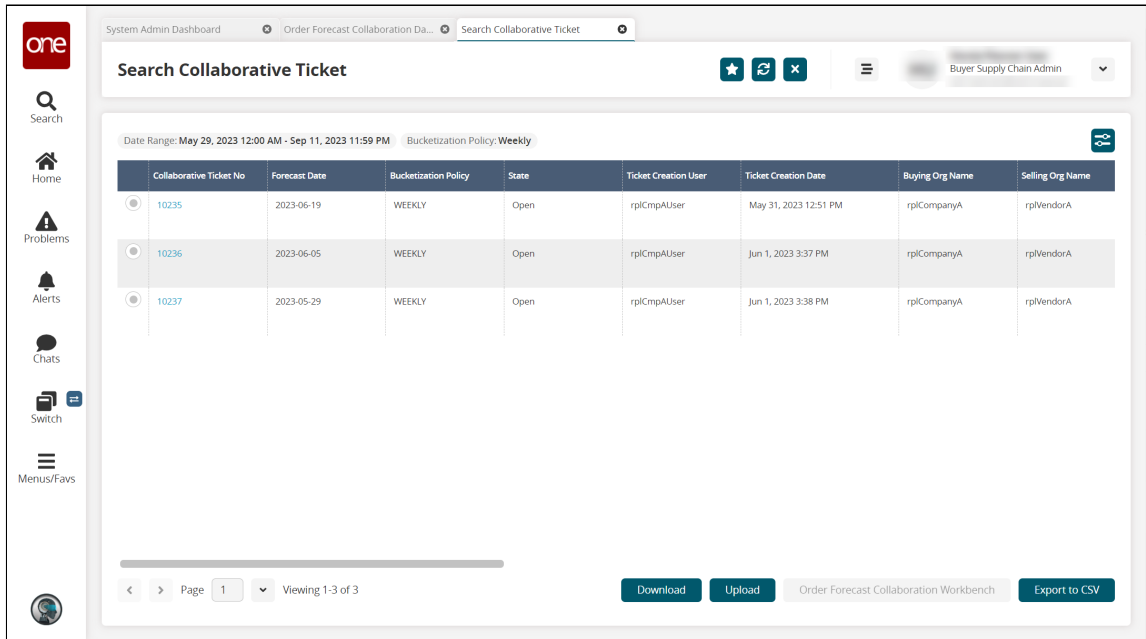 one
Search
Home
Problems
Alerts
Chats
Switch
Menus/Favs
System Admin Dashboard
Order Forecast Collaboration Da...
Search Collaborative Ticket
Search Collaborative Ticket
Buyer Supply Chain Admin
Date Range: May 29, 2023 12:00 AM - Sep 11, 2023 11:59 PM Bucketization Policy: Weekly
Collaborative Ticket No Forecast Date Bucketization Policy State Ticket Creation User Ticket Creation Date Buying Org Name Selling Org Name
10235 2023-06-19 WEEKLY Open rplCmpAUser May 31, 2023 12:51 PM rplCompanyA rplVendorA
10236 2023-06-05 WEEKLY Open rplCmpAUser Jun 1, 2023 3:37 PM rplCompanyA rplVendorA
10237 2023-05-29 WEEKLY Open rplCmpAUser Jun 1, 2023 3:38 PM rplCompanyA rplVendorA
Page 1 Viewing 1-3 of 3
Download Upload Order Forecast Collaboration Workbench Export to CSV